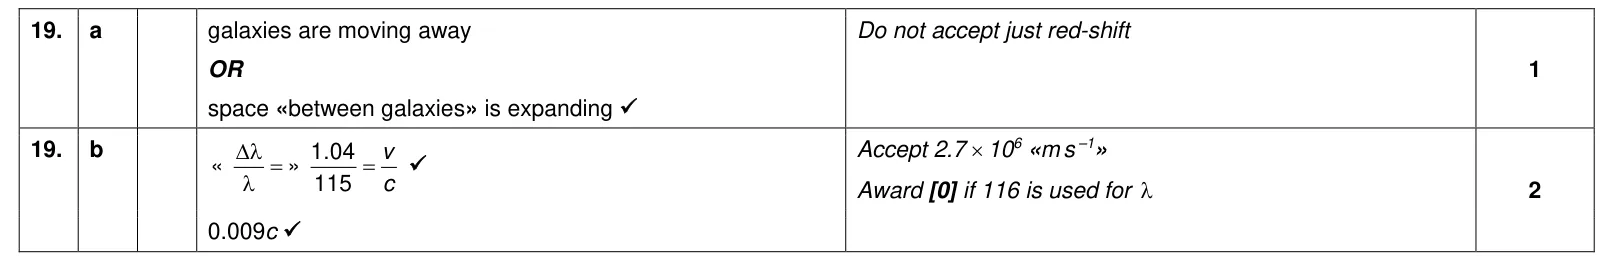 19. a galaxies are moving away Do not accept just red-shift
OR 1
space «between galaxies» is expanding ✓
19. b « Δλ/λ = » 1.04/115 = v/c ✓ Accept 2.7 × 10⁶ «m s⁻¹»
Award [0] if 116 is used for λ 2
0.009c ✓